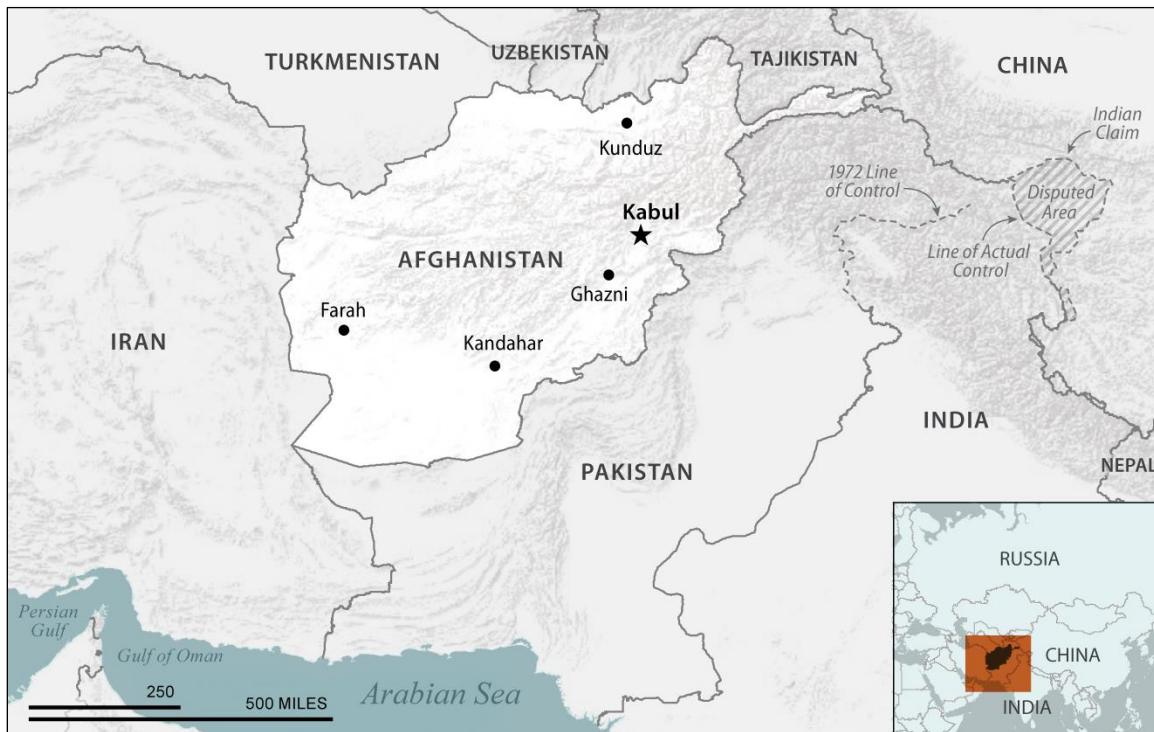 TURKMENISTAN
UZBEKISTAN
TAJIKISTAN
CHINA
Indian
Claim
Kunduz
1972 Line
of Control
Disputed
Area
Kabul
Line of Actual
Control
AFGHANISTAN
Ghazni
Farah
Kandahar
IRAN
INDIA
PAKISTAN
NEPAL
Persian
Gulf
Gulf of Oman
Arabian Sea
250
500 MILES
RUSSIA
CHINA
INDIA